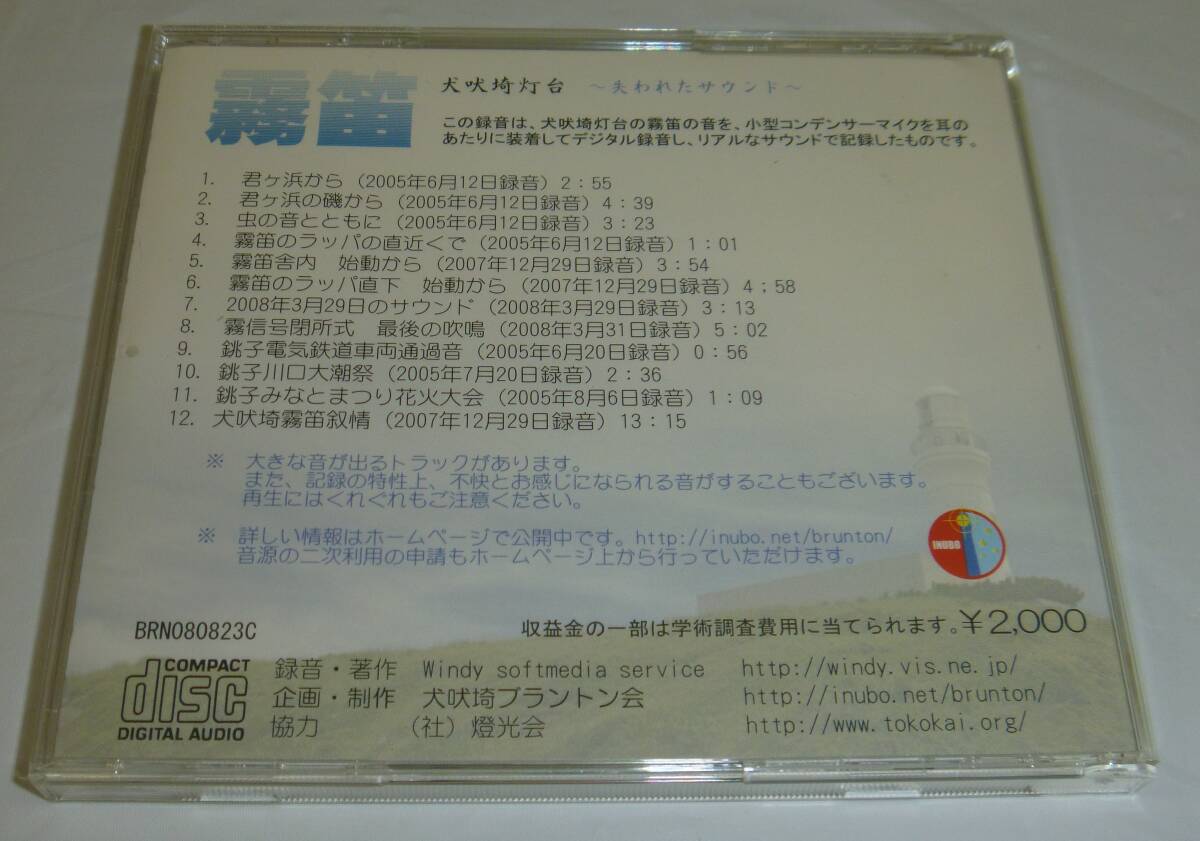 霧笛
犬吠埼灯台 ～失われたサウンド～
この録音は、犬吠埼灯台の霧笛の音を、小型コンデンサーマイクを耳の
あたりに装着してデジタル録音し、リアルなサウンドで記録したものです。
1. 君ヶ浜から（2005年6月12日録音）2：55
2. 君ヶ浜の磯から（2005年6月12日録音）4：39
3. 虫の音とともに（2005年6月12日録音）3：23
4. 霧笛のラッパの直近くで（2005年6月12日録音）1：01
5. 霧笛舎内　始動から（2007年12月29日録音）3：54
6. 霧笛のラッパ直下　始動から（2007年12月29日録音）4：58
7. 2008年3月29日のサウンド（2008年3月29日録音）3：13
8. 霧信号閉所式　最後の吹鳴（2008年3月31日録音）5：02
9. 銚子電気鉄道車両通過音（2005年6月20日録音）0：56
10. 銚子川口大潮祭（2005年7月20日録音）2：36
11. 銚子みなとまつり花火大会（2005年8月6日録音）1：09
12. 犬吠埼霧笛叙情（2007年12月29日録音）13：15
※ 大きな音が出るトラックがあります。
また、記録の特性上、不快とお感じになられる音がすることもございます。
再生にはくれぐれもご注意ください。
※ 詳しい情報はホームページで公開中です。http://inubo.net/brunton/
音源の二次利用の申請もホームページ上から行っていただけます。
INUBO
BRN080823C
収益金の一部は学術調査費用に当てられます。￥2,000
COMPACT
disc
DIGITAL AUDIO
録音・著作 Windy softmedia service http://windy.vis.ne.jp/
企画・制作 犬吠埼ブラントン会 http://inubo.net/brunton/
協力 （社）燈光会 http://www.tokokai.org/